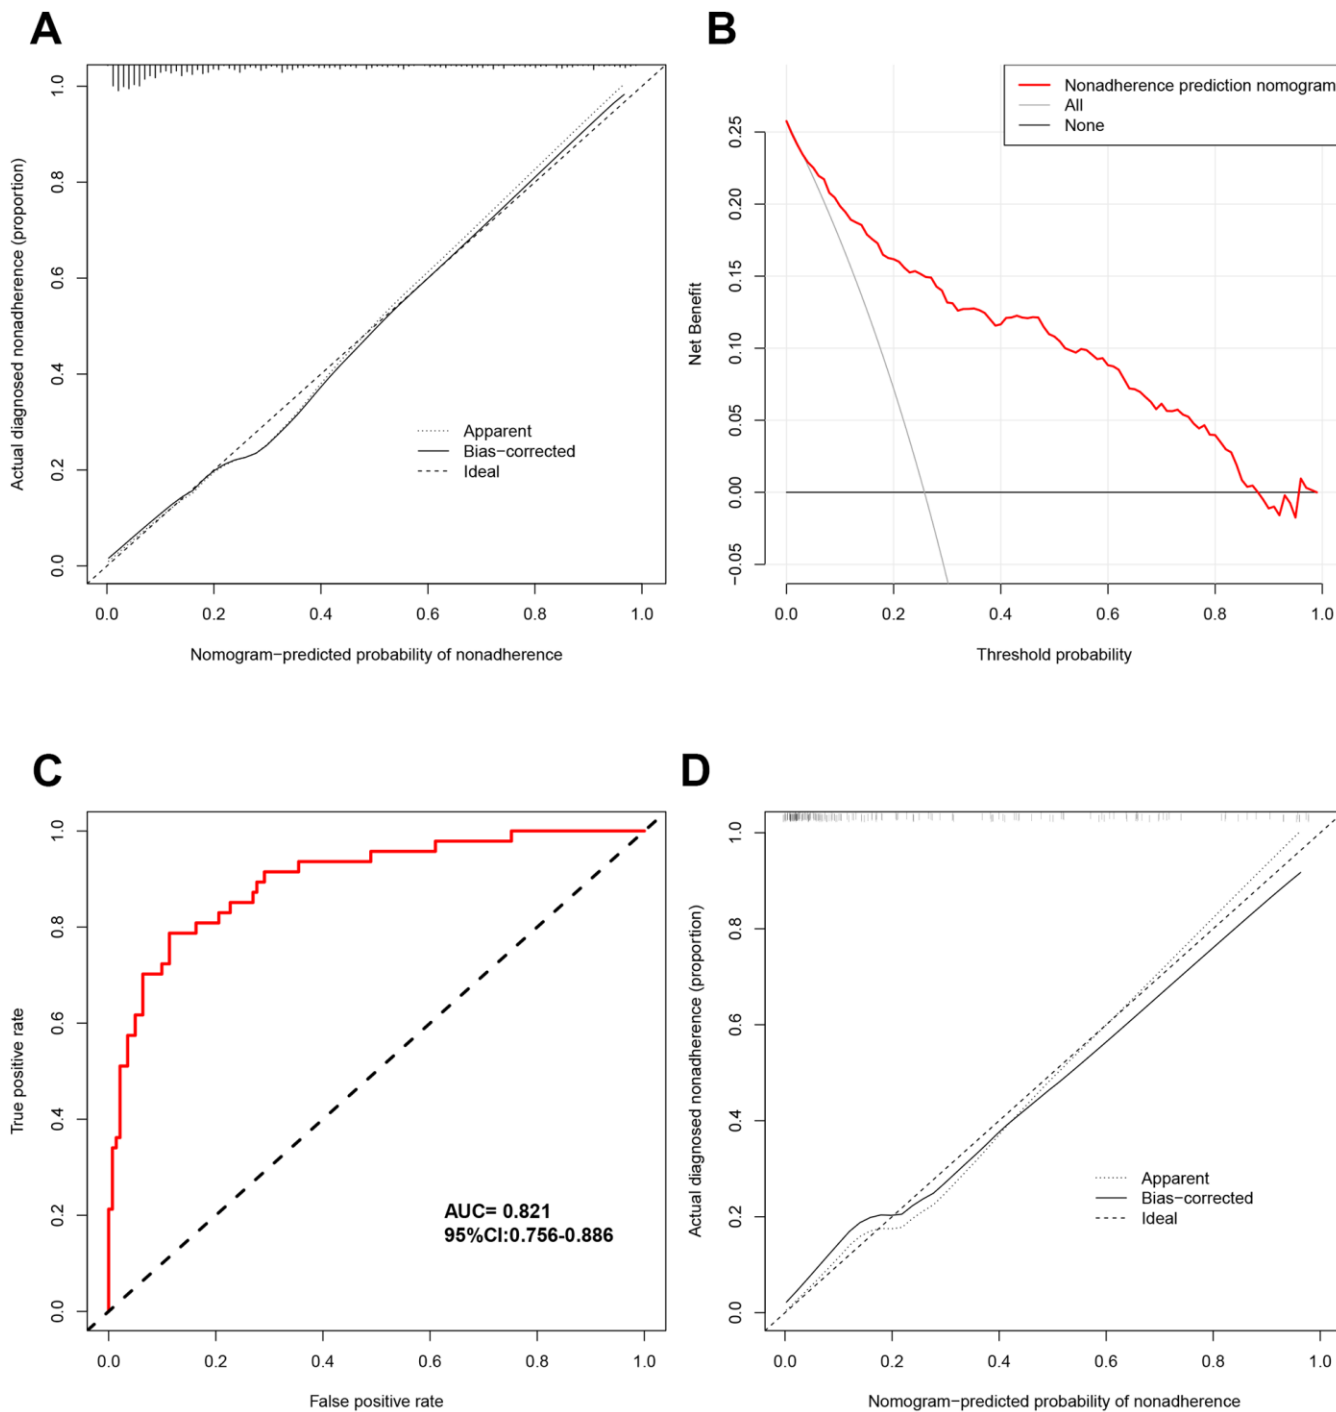 A
Actual diagnosed nonadherence (proportion)
1.0
0.8
0.6
0.4
0.2
0.0
Apparent
Bias-corrected
Ideal
0.0 0.2 0.4 0.6 0.8 1.0
Nomogram-predicted probability of nonadherence
B
Net Benefit
0.25
0.20
0.15
0.10
0.05
0.00
-0.05
Nonadherence prediction nomogram
All
None
0.0 0.2 0.4 0.6 0.8 1.0
Threshold probability
C
True positive rate
1.0
0.8
0.6
0.4
0.2
0.0
AUC= 0.821
95%CI:0.756-0.886
0.0 0.2 0.4 0.6 0.8 1.0
False positive rate
D
Actual diagnosed nonadherence (proportion)
1.0
0.8
0.6
0.4
0.2
0.0
Apparent
Bias-corrected
Ideal
0.0 0.2 0.4 0.6 0.8 1.0
Nomogram-predicted probability of nonadherence